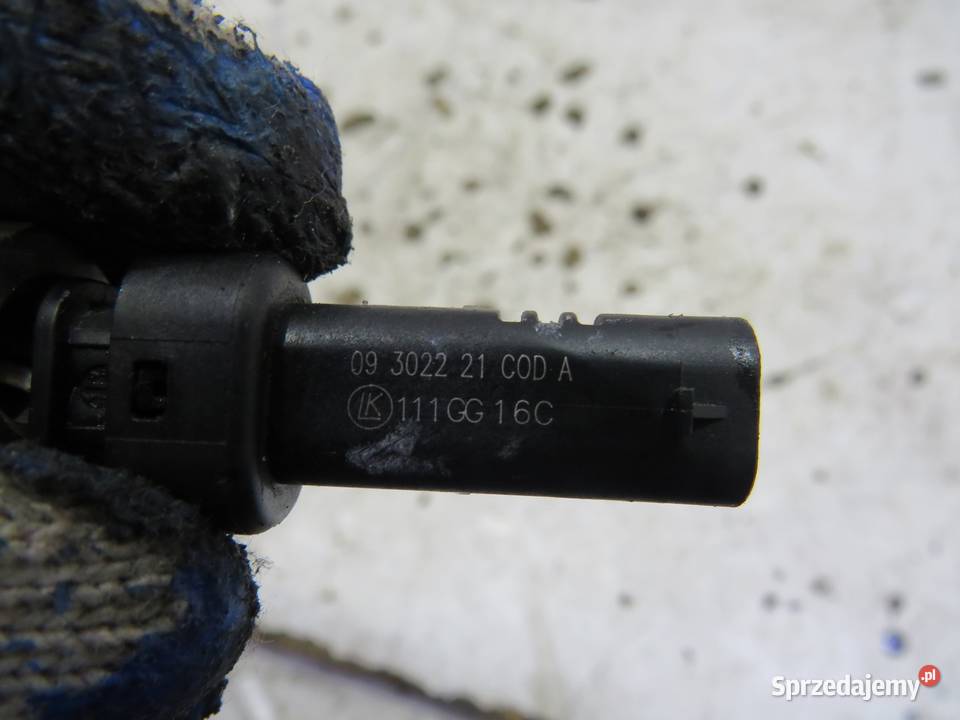 09 3022 21 COD A
LK 111GG16C
Sprzedajemy.pl